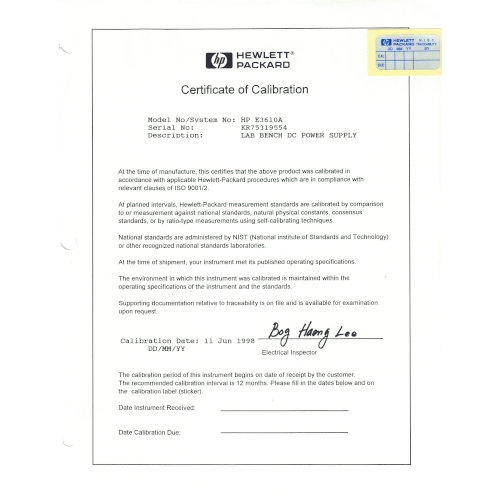 hp HEWLETT®
PACKARD
hp HEWLETT NIST
PACKARD TRACEABILITY
DD MM YY BY
CAL
DUE
Certificate of Calibration
Model No/System No: HP E3610A
Serial No: KR75319554
Description: LAB BENCH DC POWER SUPPLY
At the time of manufacture, this certifies that the above product was calibrated in
accordance with applicable Hewlett-Packard procedures which are in compliance with
relevant clauses of ISO 9001/2.
At planned intervals, Hewlett-Packard measurement standards are calibrated by comparison
to or measurement against national standards, natural physical constants, consensus
standards, or by ratio-type measurements using self-calibrating techniques.
National standards are administered by NIST (National institute of Standards and Technology)
or other recognized national standards laboratories.
At the time of shipment, your instrument met its published operating specifications.
The environment in which this instrument was calibrated is maintained within the
operating specifications of the instrument and the standards.
Supporting documentation relative to traceability is on file and is available for examination
upon request.
Bog Haeng Lee
Calibration Date: 11 Jun 1998
DD/MM/YY
Electrical Inspector
The calibration period of this instrument begins on date of receipt by the customer.
The recommended calibration interval is 12 months. Please fill in the dates below and on
the calibration label (sticker).
Date Instrument Received:
Date Calibration Due: